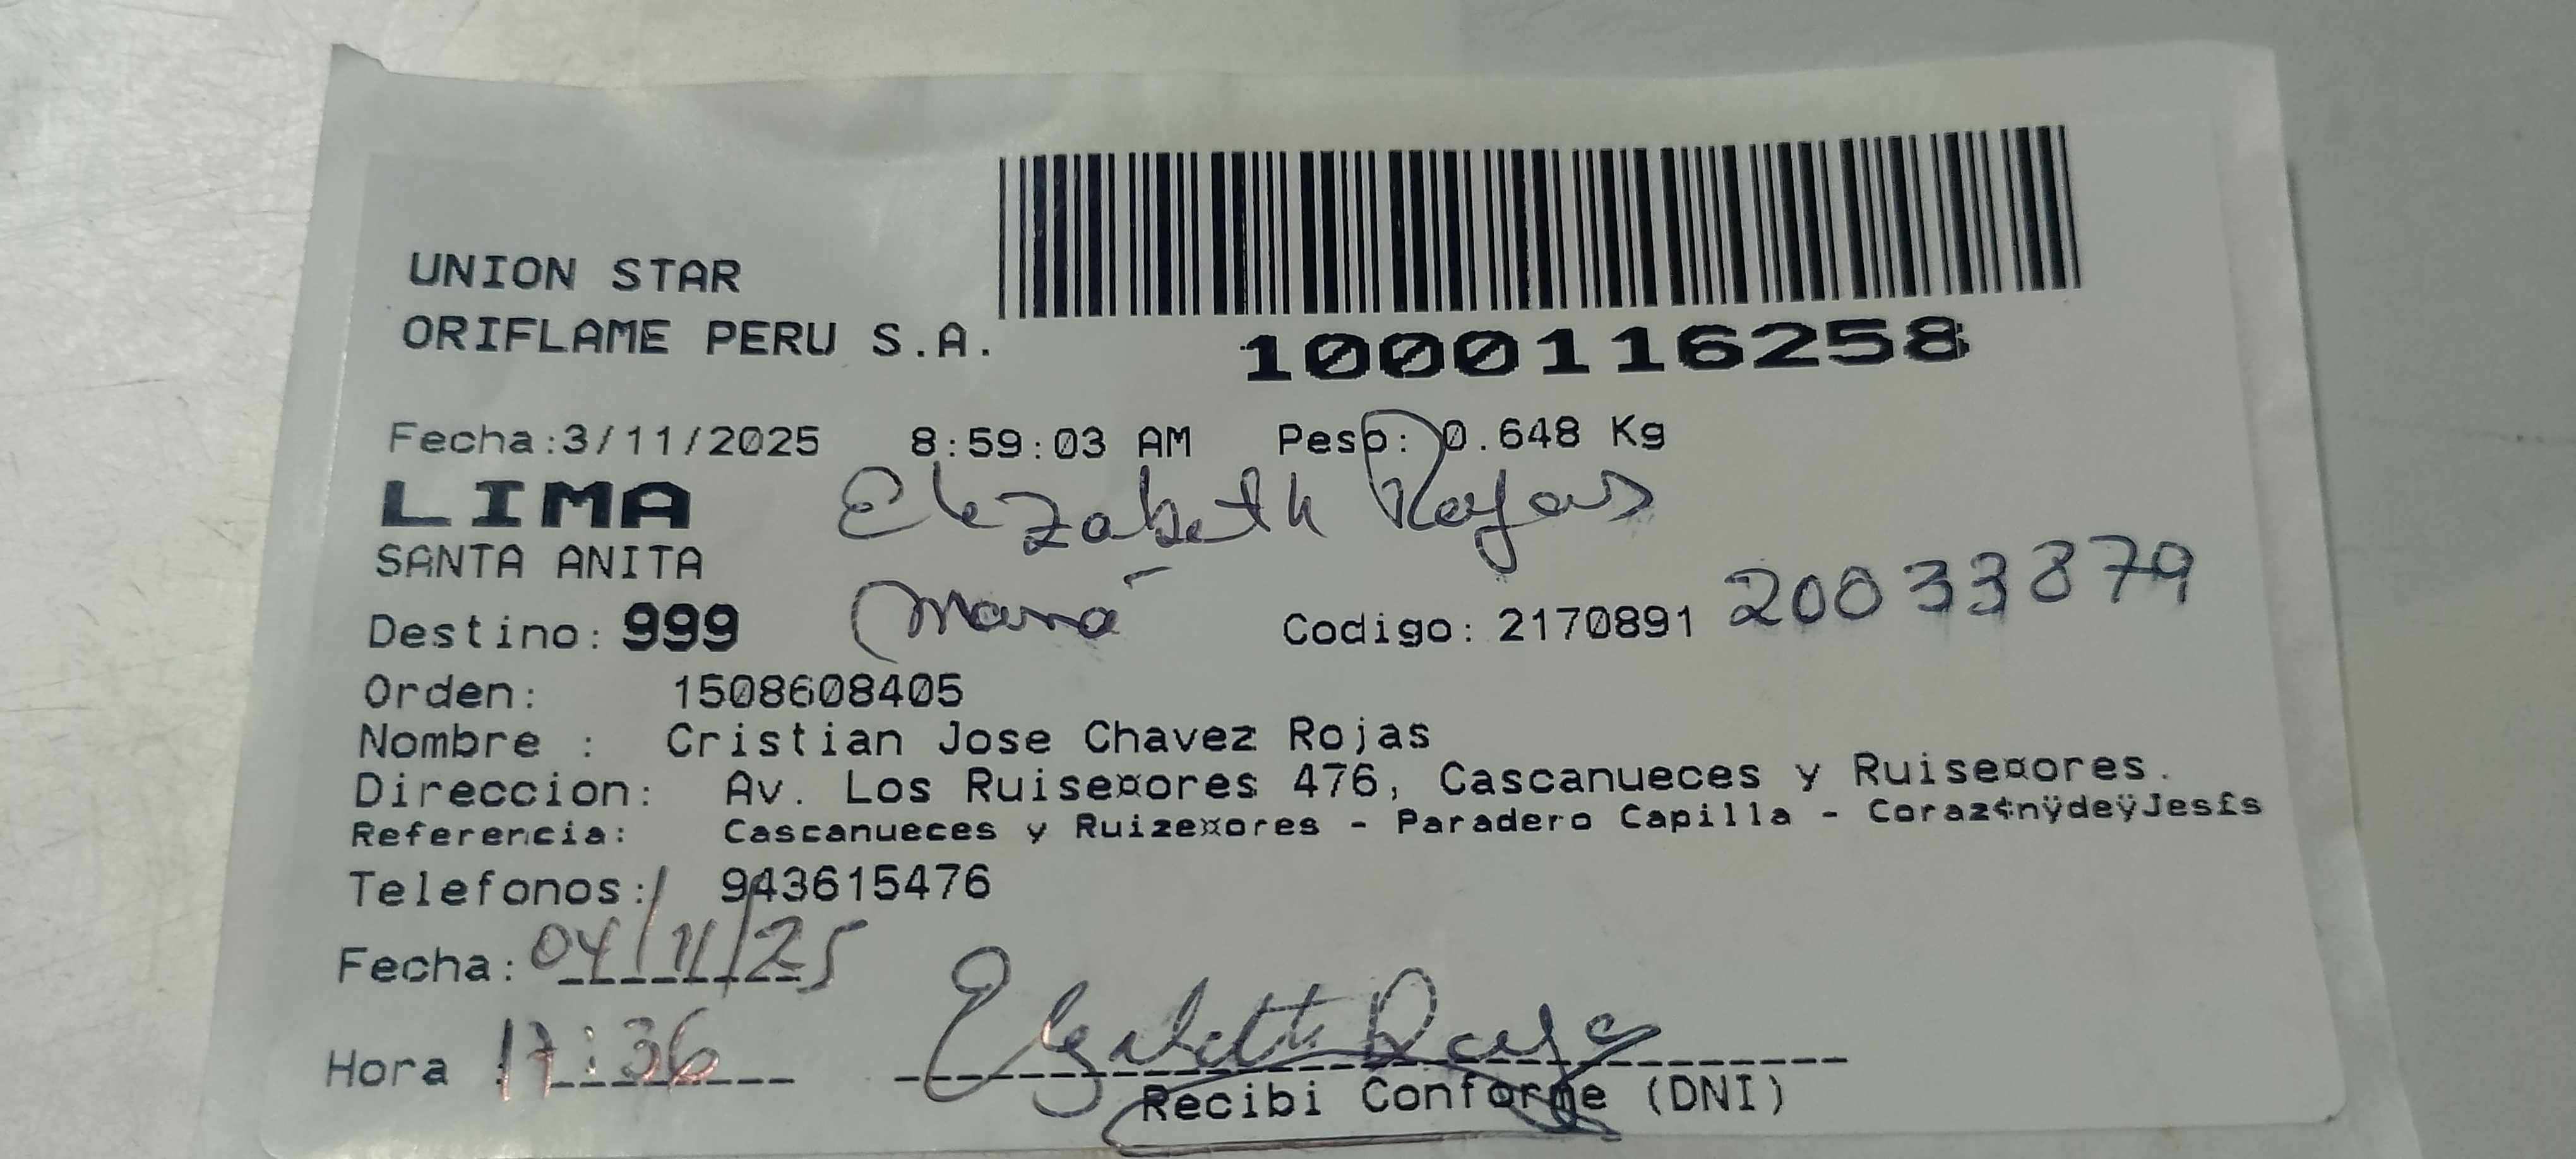 UNION STAR
ORIFLAME PERU S.A.
1000116258
Fecha:3/11/2025 8:59:03 AM Peso: 0.648 Kg
LIMA Elezabeth Rojas
SANTA ANITA
Destino: 999 Mamá Codigo: 2170891 20033879
Orden: 1508608405
Nombre : Cristian Jose Chavez Rojas
Direccion: Av. Los Ruise¤ores 476, Cascanueces y Ruise¤ores.
Referencia: Cascanueces y Ruize¤ores - Paradero Capilla - Coraz¢nÿdeÿJes£s
Telefonos:/ 943615476
Fecha: 04/11/25
Hora : 17:36 Elizabeth Rojas
Recibi Conforme (DNI)